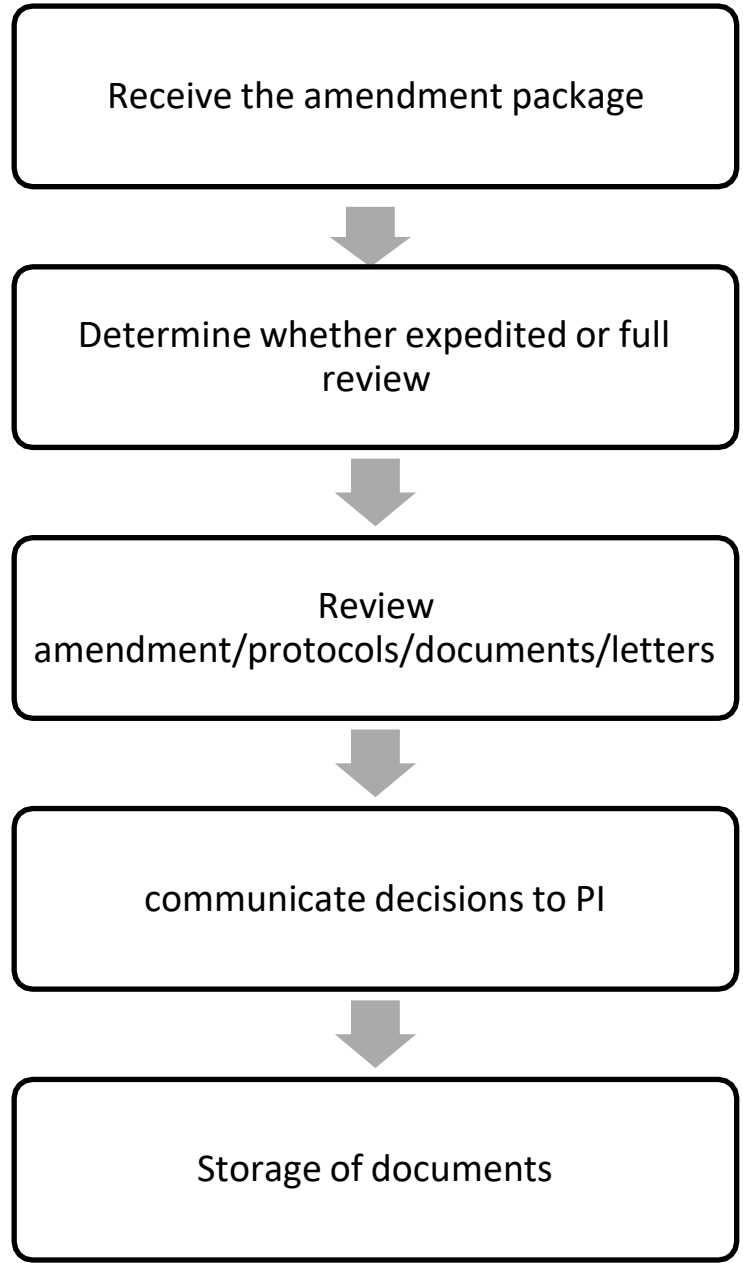 Receive the amendment package
Determine whether expedited or full
review
Review
amendment/protocols/documents/letters
communicate decisions to PI
Storage of documents